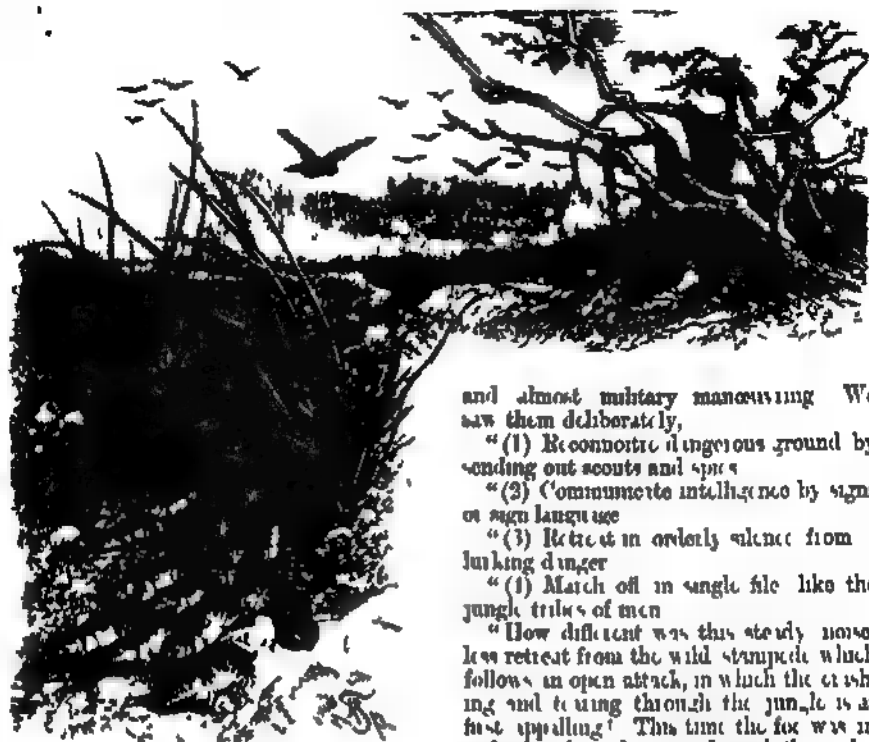 and almost military manœuvring We
saw them deliberately,
"(1) Reconnoitre dangerous ground by
sending out scouts and spies
"(2) Communicate intelligence by signs
or sign language
"(3) Retreat in orderly silence from
lurking danger
"(4) March off in single file like the
jungle tribes of men
"How different was this steady noise
less retreat from the wild stampede which
follows an open attack, in which the crash
ing and tearing through the jungle is at
first appalling! This time the foe was in